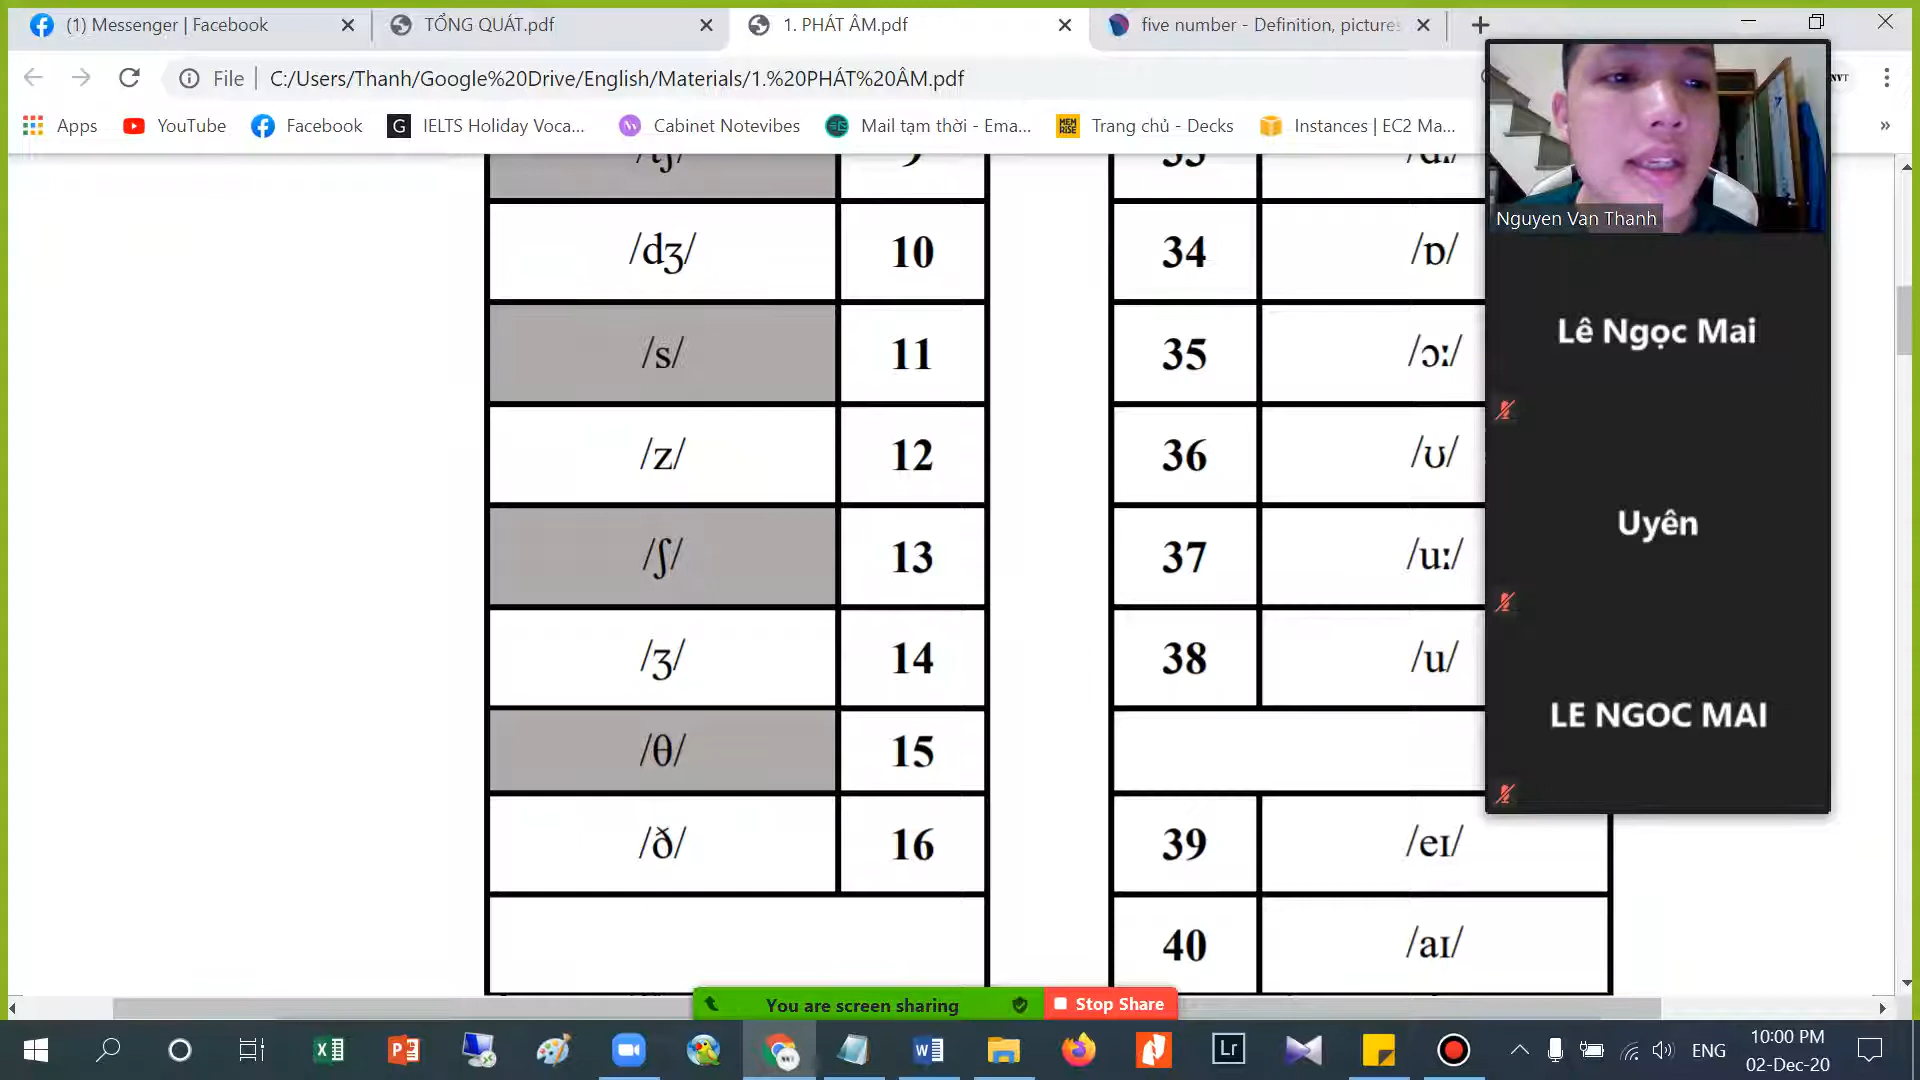 (1) Messenger | Facebook
TỔNG QUÁT.pdf
1. PHÁT ÂM.pdf
five number - Definition, pictures
File
C:/Users/Thanh/Google%20Drive/English/Materials/1.%20PHÁT%20ÂM.pdf
Apps
YouTube
Facebook
IELTS Holiday Voca...
Cabinet Notevibes
Mail tạm thời - Ema...
Trang chủ - Decks
Instances | EC2 Ma...
»
/tʃ/ 9
/dʒ/ 10
/s/ 11
/z/ 12
/ʃ/ 13
/ʒ/ 14
/θ/ 15
/ð/ 16
33 /ɑː/
34 /ɒ/
35 /ɔː/
36 /ʊ/
37 /uː/
38 /u/
39 /eɪ/
40 /aɪ/
Nguyen Van Thanh
Lê Ngọc Mai
Uyên
LE NGOC MAI
You are screen sharing
Stop Share
Lr
ENG
10:00 PM
02-Dec-20